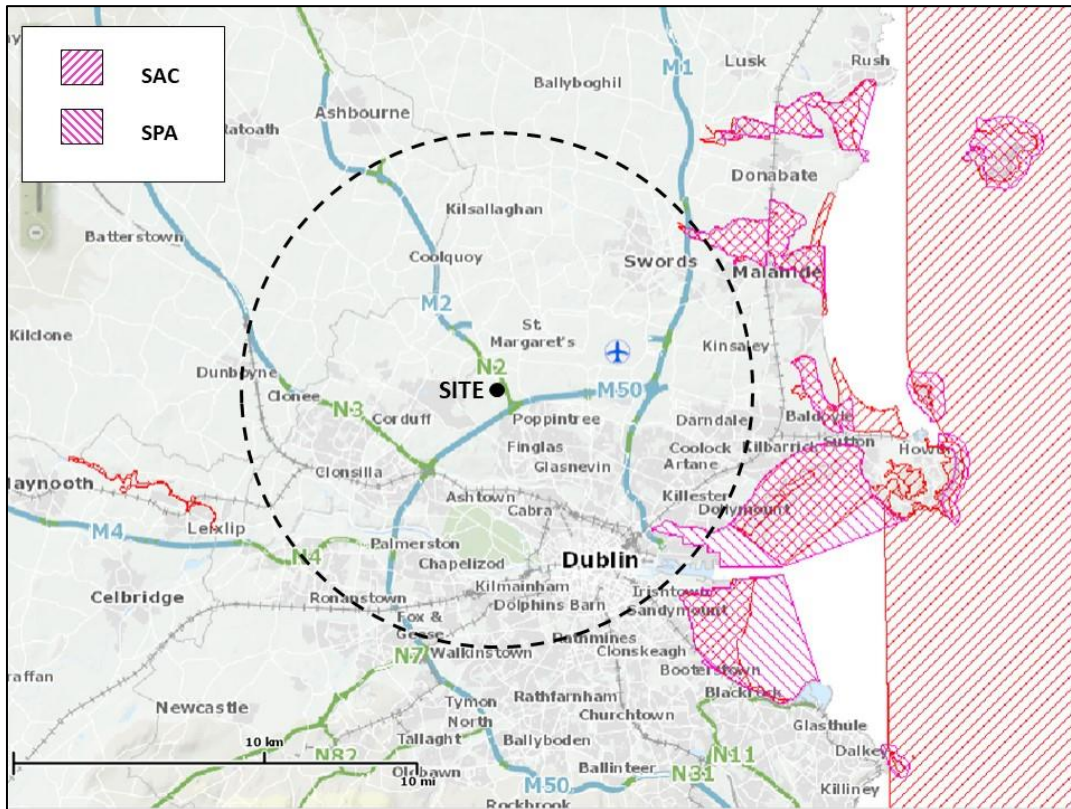 SAC
SPA
Lusk
Rush
M1
Ballyboghil
Ashbourne
Ratoath
Donabate
Kilsallaghan
Batterstown
Coolquoy
Swords
Malahide
M2
St.
Margaret's
Kilclone
Kinsaley
Dunboyne
N2
SITE
M50
Clonee
N3
Corduff
Poppintree
Darndale
Baldoyle
Finglas
Coolock
Kilbarrick
Sutton
Howth
Clonsilla
Glasnevin
Artane
Maynooth
Ashtown
Killester
Cabra
Dollymount
Leixlip
M4
N4
Palmerston
Chapelizod
Dublin
Kilmainham
Celbridge
Ronanstown
Dolphins Barn
Irishtown
Sandymount
Fox &
Geese
Rathmines
N7
Walkinstown
Clonskeagh
Booterstown
Straffan
Blackrock
Rathfarnham
Newcastle
Tymon
North
Churchtown
Glasthule
10 km
N82
Tallaght
Ballyboden
N11
Dalkey
10 mi
Oldbawn
M50
Ballinteer
N31
Killiney
Rockbrook